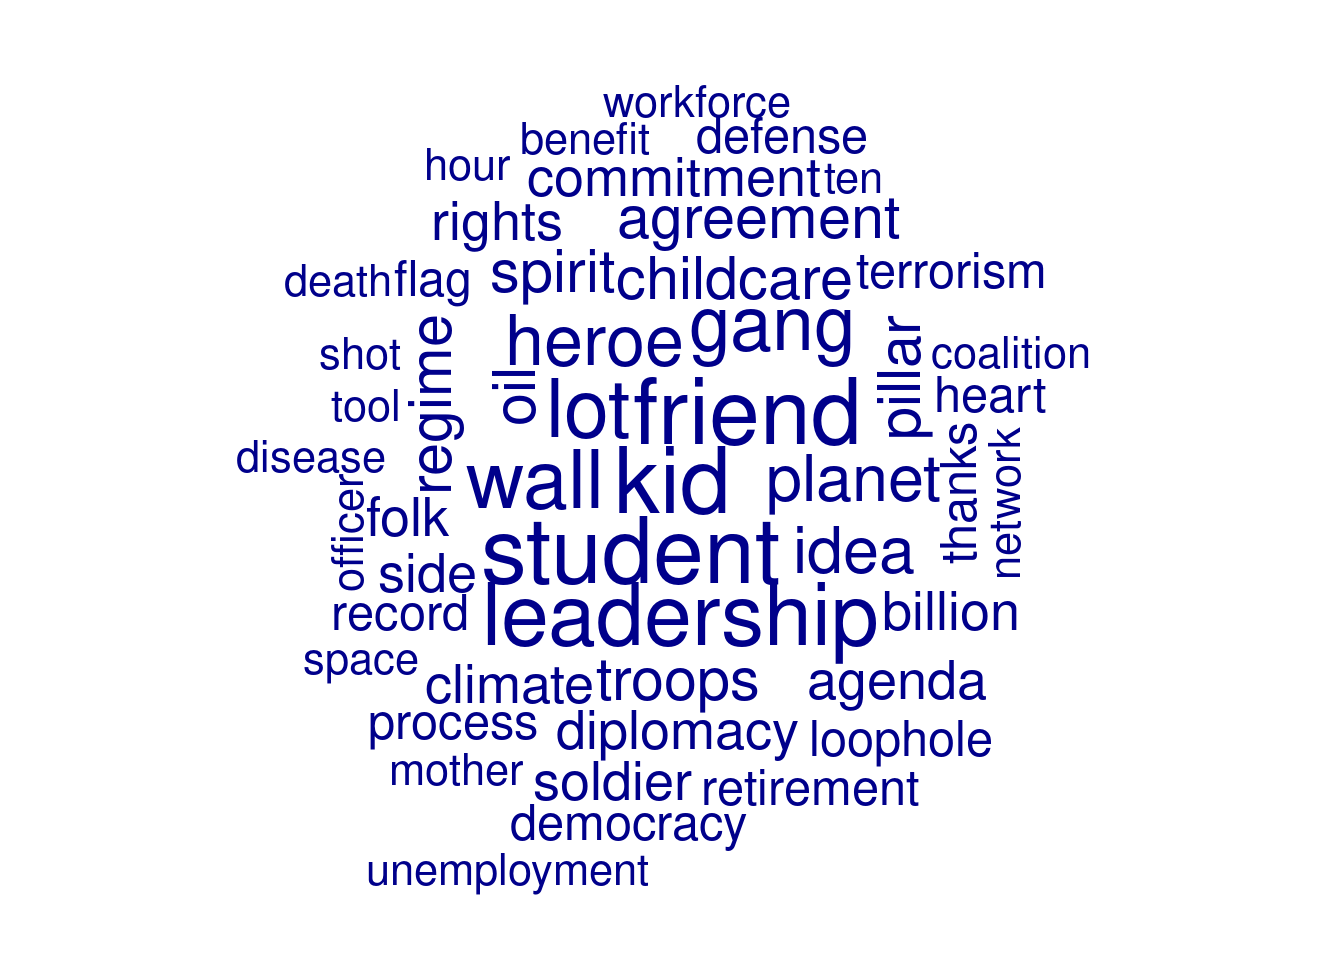 workforce
benefit defense
hour commitment ten
rights agreement
death flag spirit childcare terrorism
heroe gang
shot regime oil pillar coalition
tool lot friend heart
disease wall kid planet thanks network
officer folk
side student idea
record leadership billion
space climate troops agenda
process diplomacy loophole
mother soldier retirement
democracy
unemployment